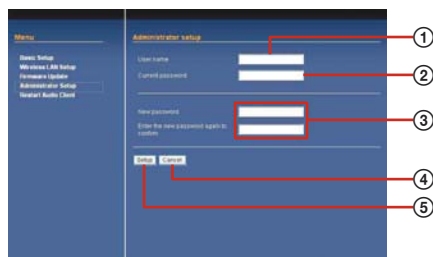 Menu
Basic Setup
Wireless LAN Setup
Firmware Update
Administrator Setup
Restart Audio Client
Administrator setup
User name
Current password
New password
Enter the new password again to
confirm
Setup Cancel
①
②
③
④
⑤